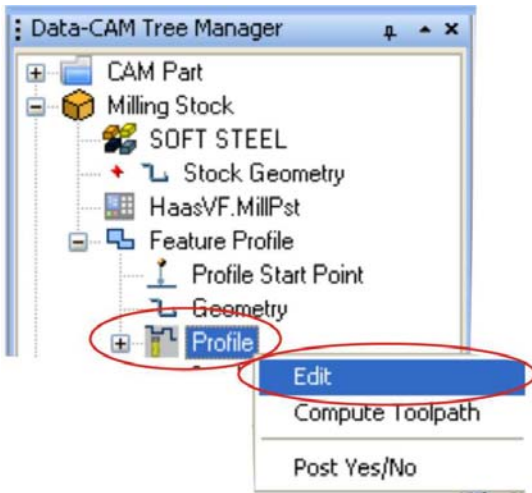 Data-CAM Tree Manager
CAM Part
Milling Stock
SOFT STEEL
Stock Geometry
HaasVF.MillPst
Feature Profile
Profile Start Point
Geometry
Profile
Edit
Compute Toolpath
Post Yes/No